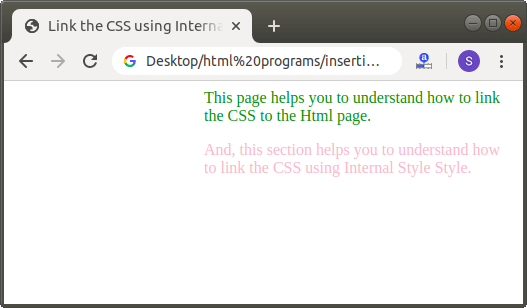 Link the CSS using Interna
Desktop/html%20programs/inserti...
a
S
This page helps you to understand how to link
the CSS to the Html page.
And, this section helps you to understand how
to link the CSS using Internal Style Style.